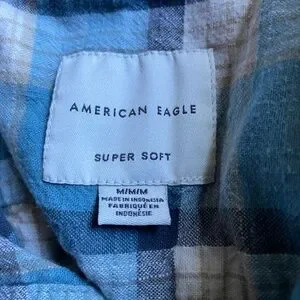 AMERICAN EAGLE
SUPER SOFT
M/M/M
MADE IN INDONESIA
FABRIQUÉ EN
INDONÉSIE